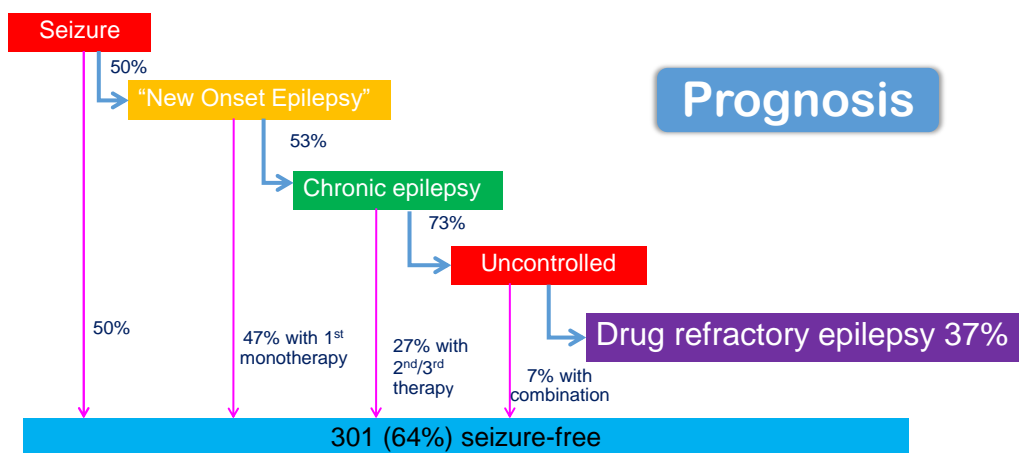 Seizure
50%
Prognosis
“New Onset Epilepsy”
53%
Chronic epilepsy
73%
Uncontrolled
50%
47% with 1st
monotherapy
27% with
2nd/3rd
therapy
Drug refractory epilepsy 37%
7% with
combination
301 (64%) seizure-free